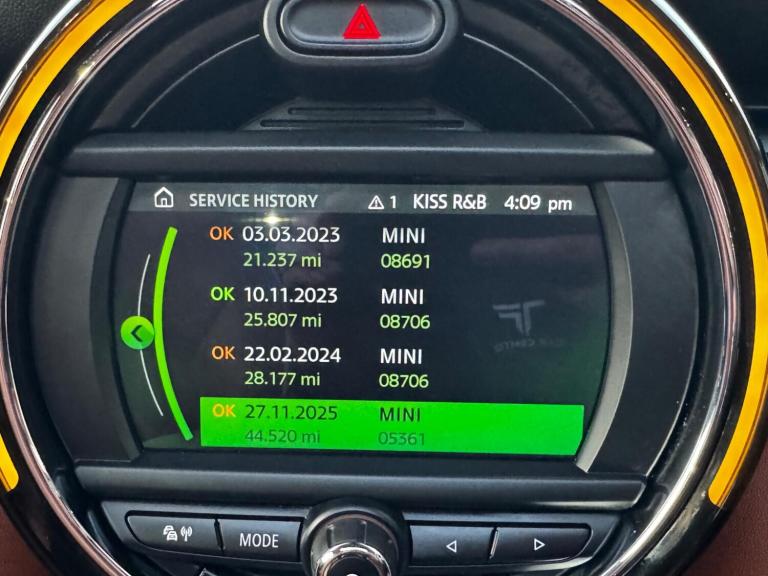 SERVICE HISTORY 1 KISS R&B 4:09 pm
OK 03.03.2023 MINI
21.237 mi 08691
OK 10.11.2023 MINI
25.807 mi 08706
OK 22.02.2024 MINI
28.177 mi 08706
OK 27.11.2025 MINI
44.520 mi 05361
MODE